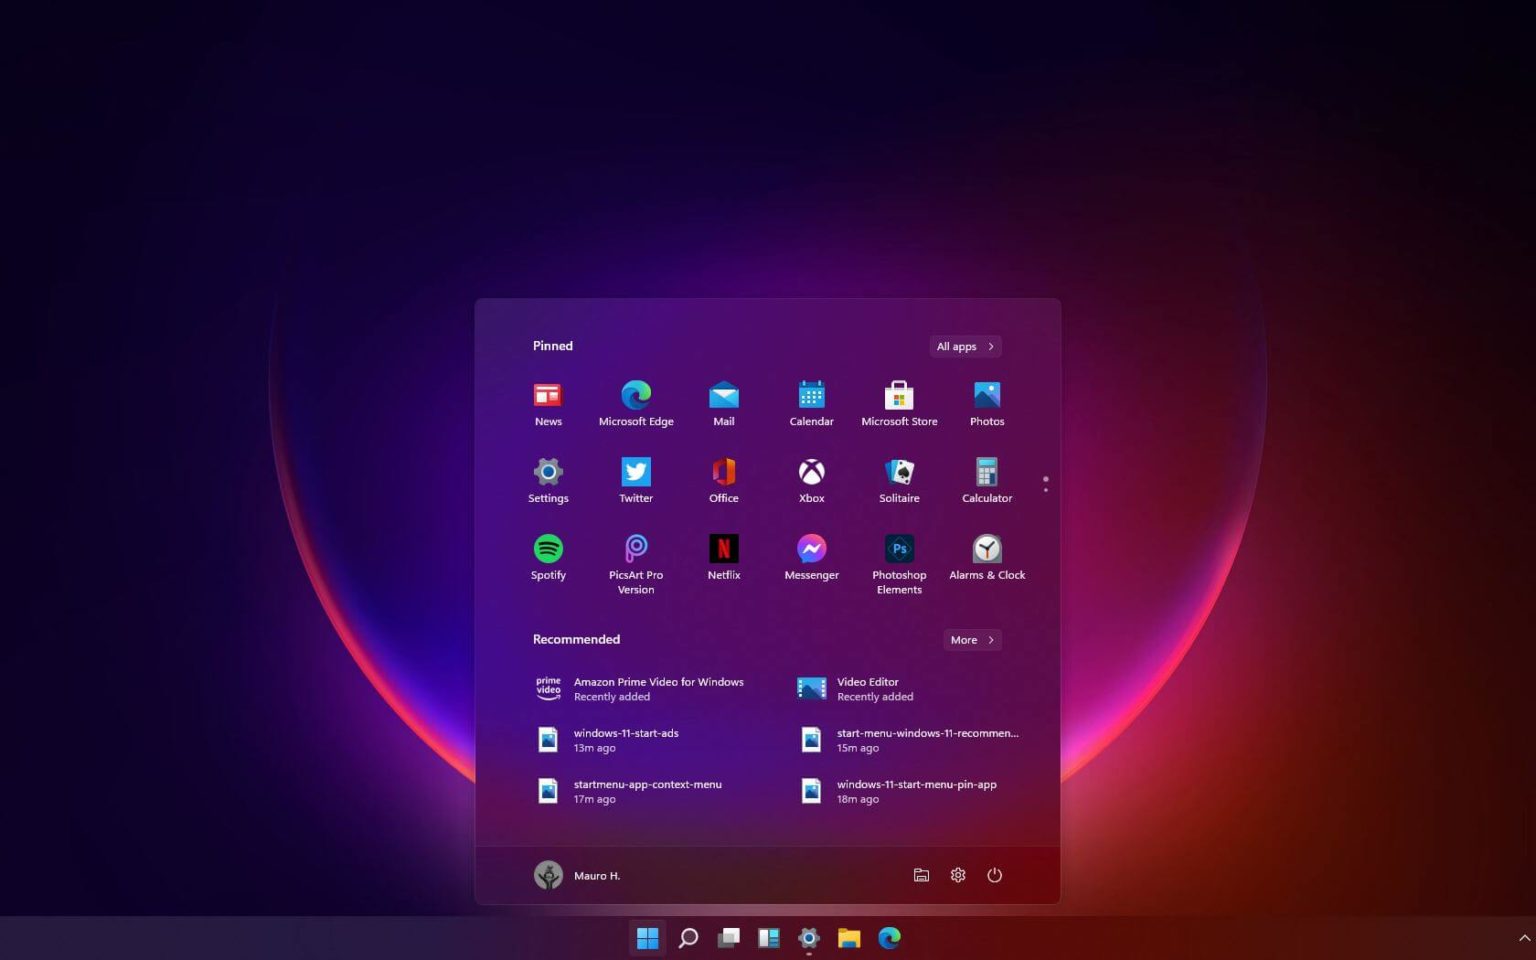 Pinned
All apps
News
Microsoft Edge
Mail
Calendar
Microsoft Store
Photos
Settings
Twitter
Office
Xbox
Solitaire
Calculator
Ps
Spotify
PicsArt Pro
Version
Netflix
Messenger
Photoshop
Elements
Alarms & Clock
Recommended
More
prime
video
Amazon Prime Video for Windows
Recently added
Video Editor
Recently added
windows-11-start-ads
13m ago
start-menu-windows-11-recommen...
15m ago
startmenu-app-context-menu
17m ago
windows-11-start-menu-pin-app
18m ago
Mauro H.